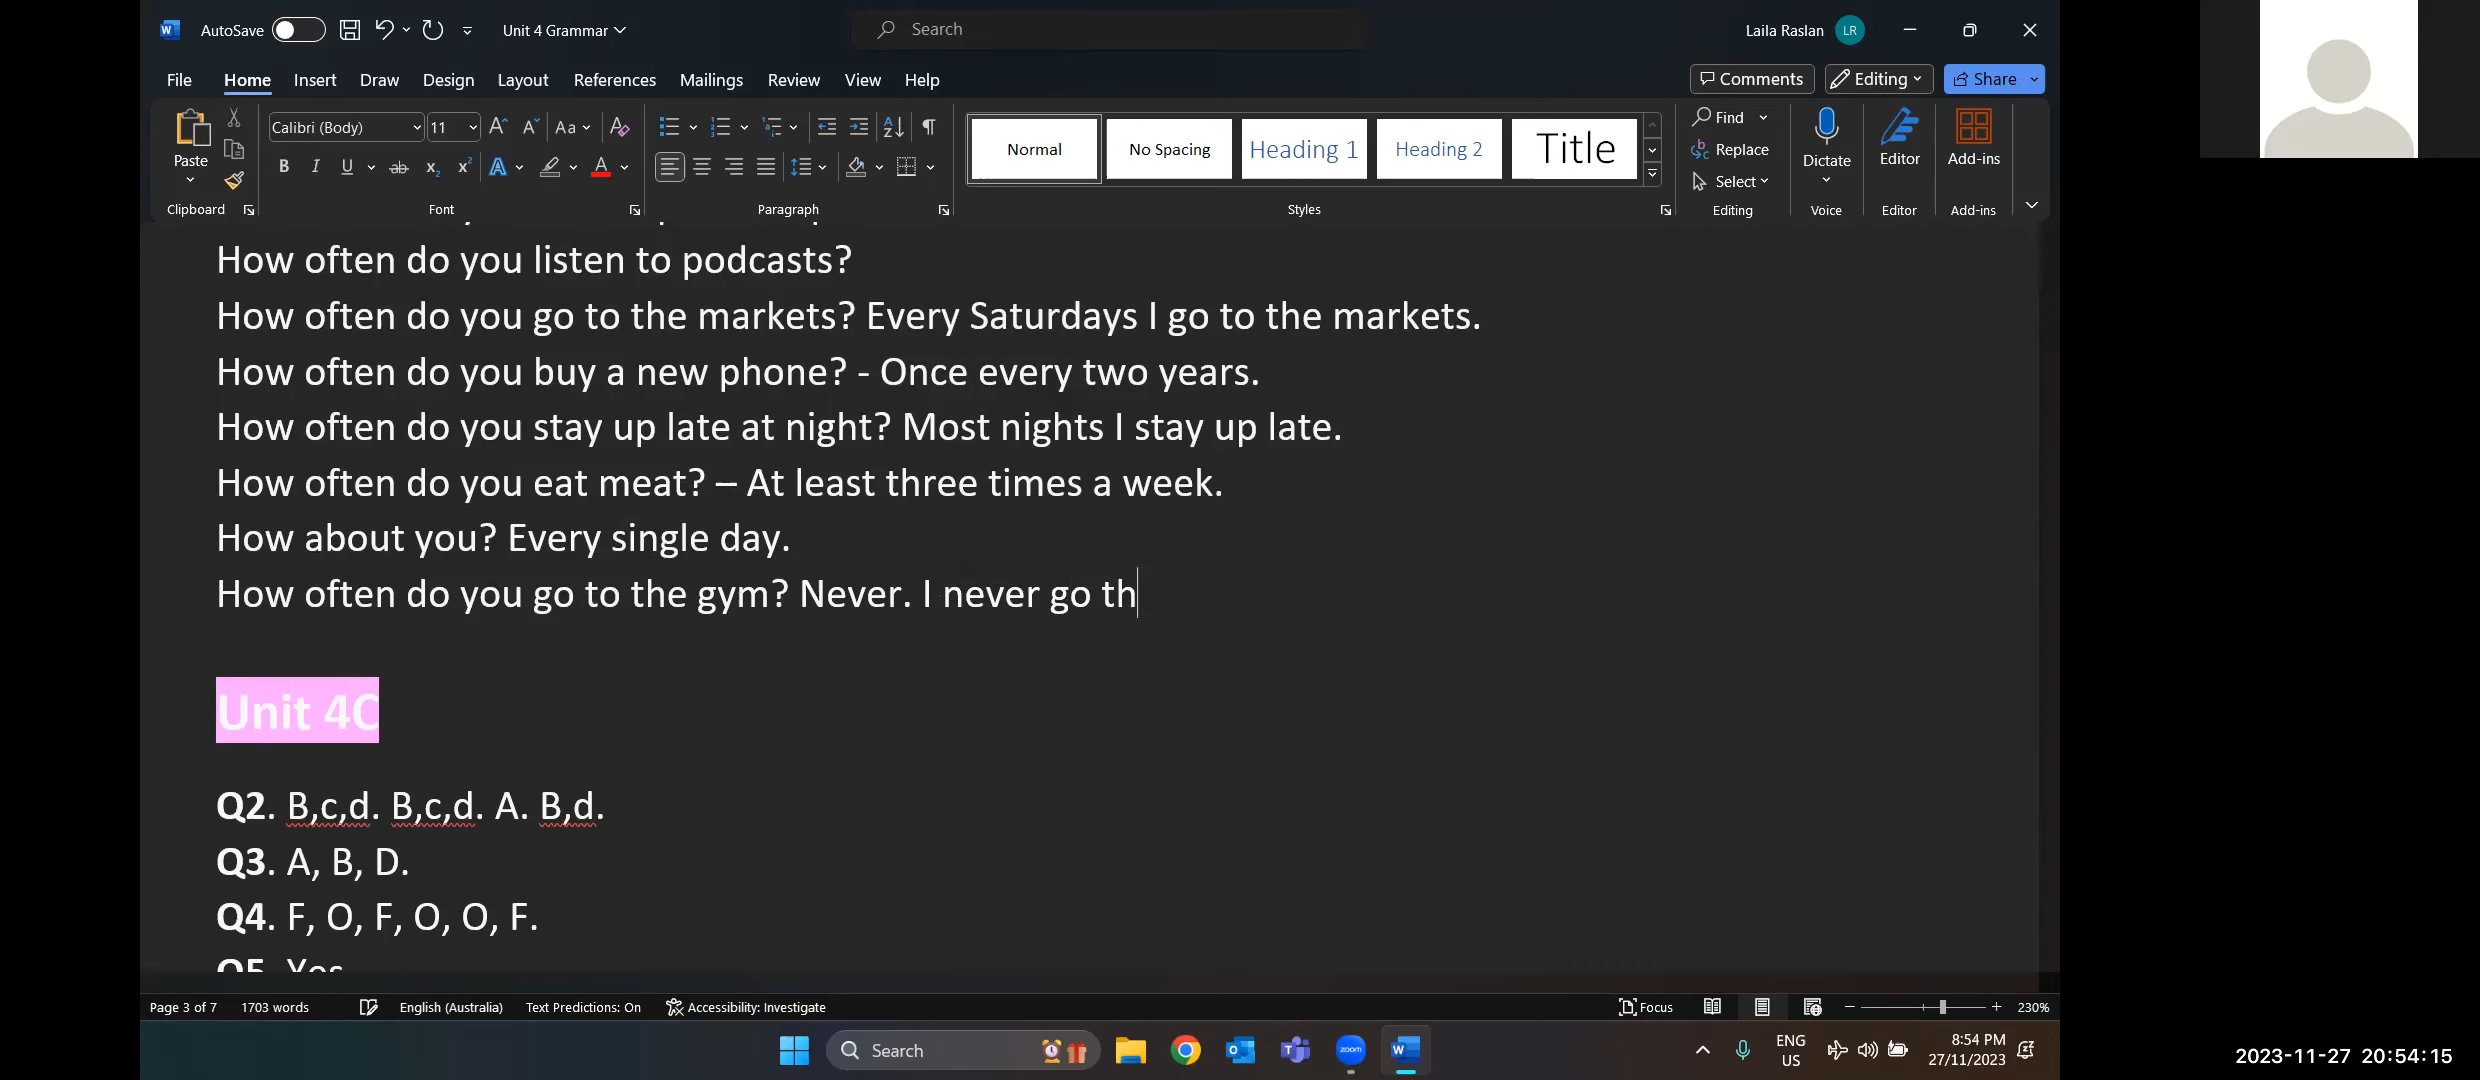 AutoSave
Unit 4 Grammar
Search
Laila Raslan LR
File Home Insert Draw Design Layout References Mailings Review View Help
Comments Editing Share
Paste
Calibri (Body) 11
Normal
No Spacing
Heading 1
Heading 2
Title
Find
Replace
Select
Dictate
Editor
Add-ins
Clipboard Font Paragraph Styles Editing Voice Editor Add-ins
How often do you listen to podcasts?
How often do you go to the markets? Every Saturdays I go to the markets.
How often do you buy a new phone? - Once every two years.
How often do you stay up late at night? Most nights I stay up late.
How often do you eat meat? – At least three times a week.
How about you? Every single day.
How often do you go to the gym? Never. I never go th
Unit 4C
Q2. B,c,d. B,c,d. A. B,d.
Q3. A, B, D.
Q4. F, O, F, O, O, F.
Q5. Yes
Page 3 of 7 1703 words English (Australia) Text Predictions: On Accessibility: Investigate Focus 230%
Search
zoom
ENG
US
8:54 PM
27/11/2023
2023-11-27 20:54:15